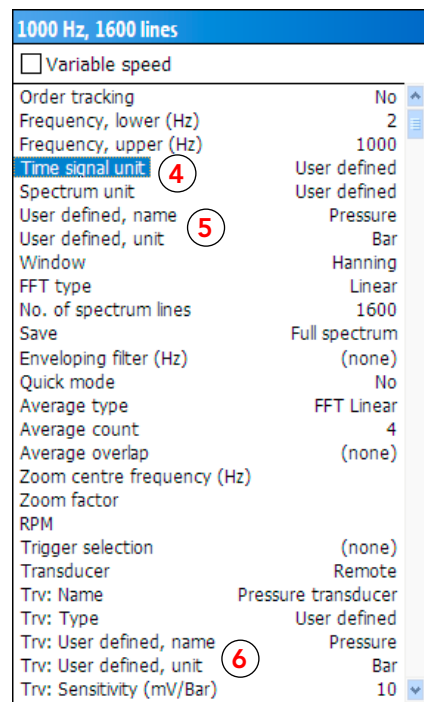 1000 Hz, 1600 lines
Variable speed
Order tracking No
Frequency, lower (Hz) 2
Frequency, upper (Hz) 1000
Time signal unit 4 User defined
Spectrum unit User defined
User defined, name 5 Pressure
User defined, unit Bar
Window Hanning
FFT type Linear
No. of spectrum lines 1600
Save Full spectrum
Enveloping filter (Hz) (none)
Quick mode No
Average type FFT Linear
Average count 4
Average overlap (none)
Zoom centre frequency (Hz)
Zoom factor
RPM
Trigger selection (none)
Transducer Remote
Trv: Name Pressure transducer
Trv: Type User defined
Trv: User defined, name Pressure
Trv: User defined, unit 6 Bar
Trv: Sensitivity (mV/Bar) 10